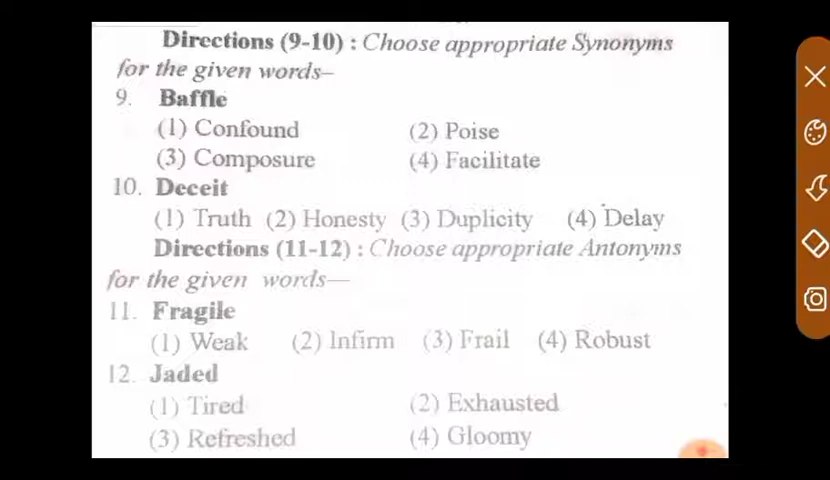 Directions (9-10) : Choose appropriate Synonyms
for the given words–
9. Baffle
(1) Confound (2) Poise
(3) Composure (4) Facilitate
10. Deceit
(1) Truth (2) Honesty (3) Duplicity (4) Delay
Directions (11-12) : Choose appropriate Antonyms
for the given words—
11. Fragile
(1) Weak (2) Infirm (3) Frail (4) Robust
12. Jaded
(1) Tired (2) Exhausted
(3) Refreshed (4) Gloomy